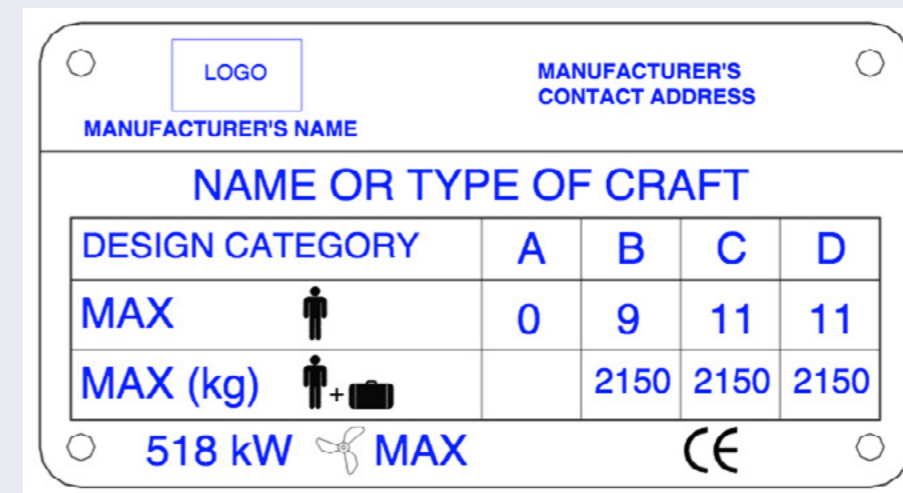 LOGO
MANUFACTURER'S NAME
MANUFACTURER'S
CONTACT ADDRESS
NAME OR TYPE OF CRAFT
DESIGN CATEGORY A B C D
MAX 0 9 11 11
MAX (kg) + 2150 2150 2150
518 kW MAX CE